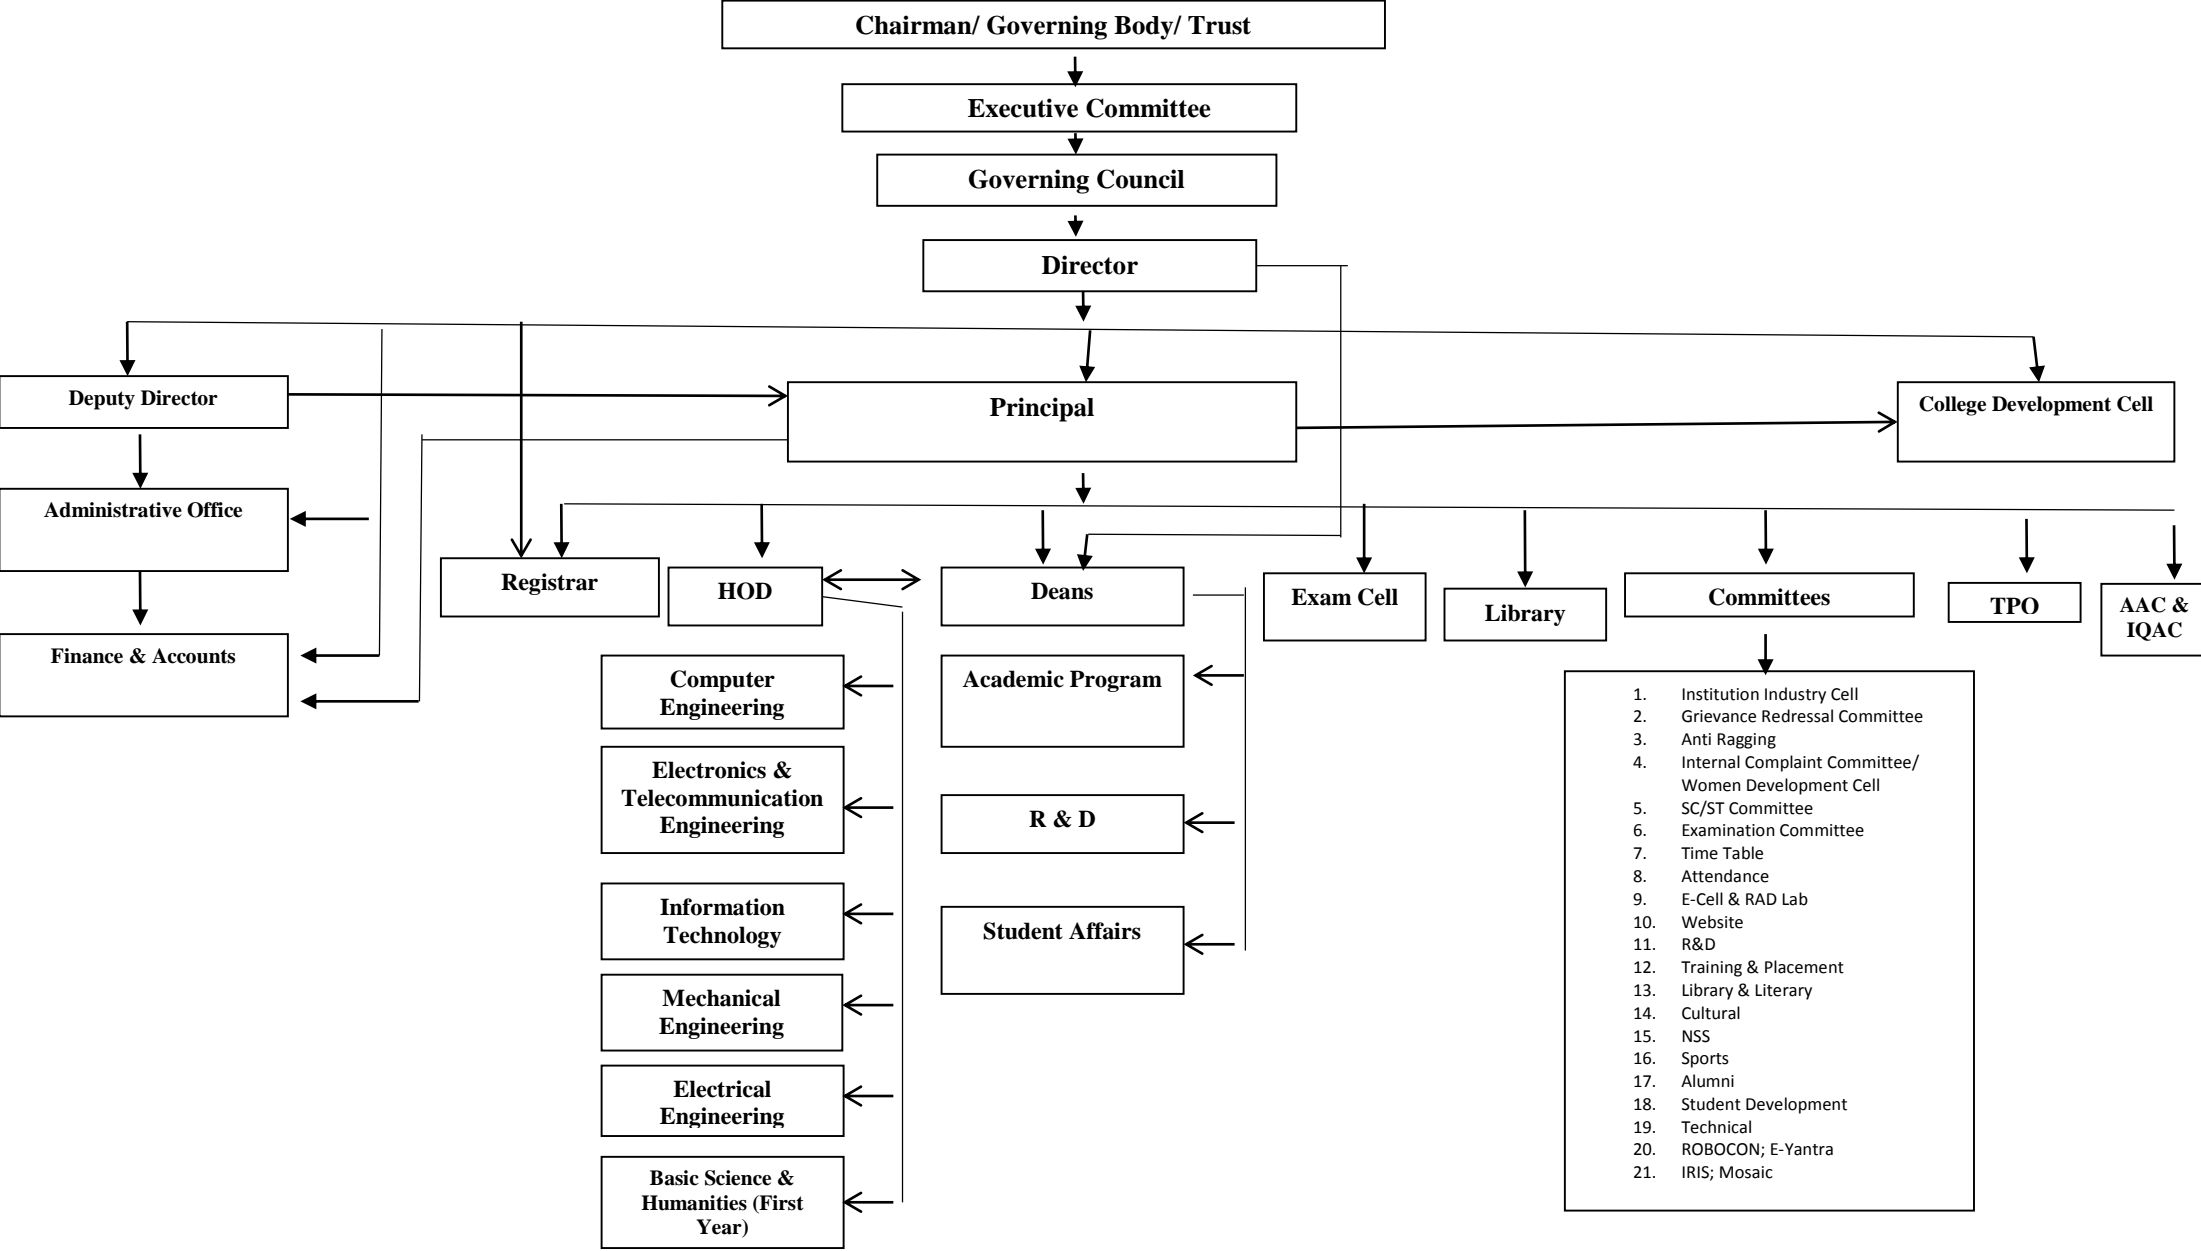 Chairman/ Governing Body/ Trust
Executive Committee
Governing Council
Director
Deputy Director
Principal
College Development Cell
Administrative Office
Finance & Accounts
Registrar
HOD
Deans
Exam Cell
Library
Committees
TPO
AAC &
IQAC
Computer
Engineering
Electronics &
Telecommunication
Engineering
Information
Technology
Mechanical
Engineering
Electrical
Engineering
Basic Science &
Humanities (First
Year)
Academic Program
R & D
Student Affairs
1. Institution Industry Cell
2. Grievance Redressal Committee
3. Anti Ragging
4. Internal Complaint Committee/
Women Development Cell
5. SC/ST Committee
6. Examination Committee
7. Time Table
8. Attendance
9. E-Cell & RAD Lab
10. Website
11. R&D
12. Training & Placement
13. Library & Literary
14. Cultural
15. NSS
16. Sports
17. Alumni
18. Student Development
19. Technical
20. ROBOCON; E-Yantra
21. IRIS; Mosaic